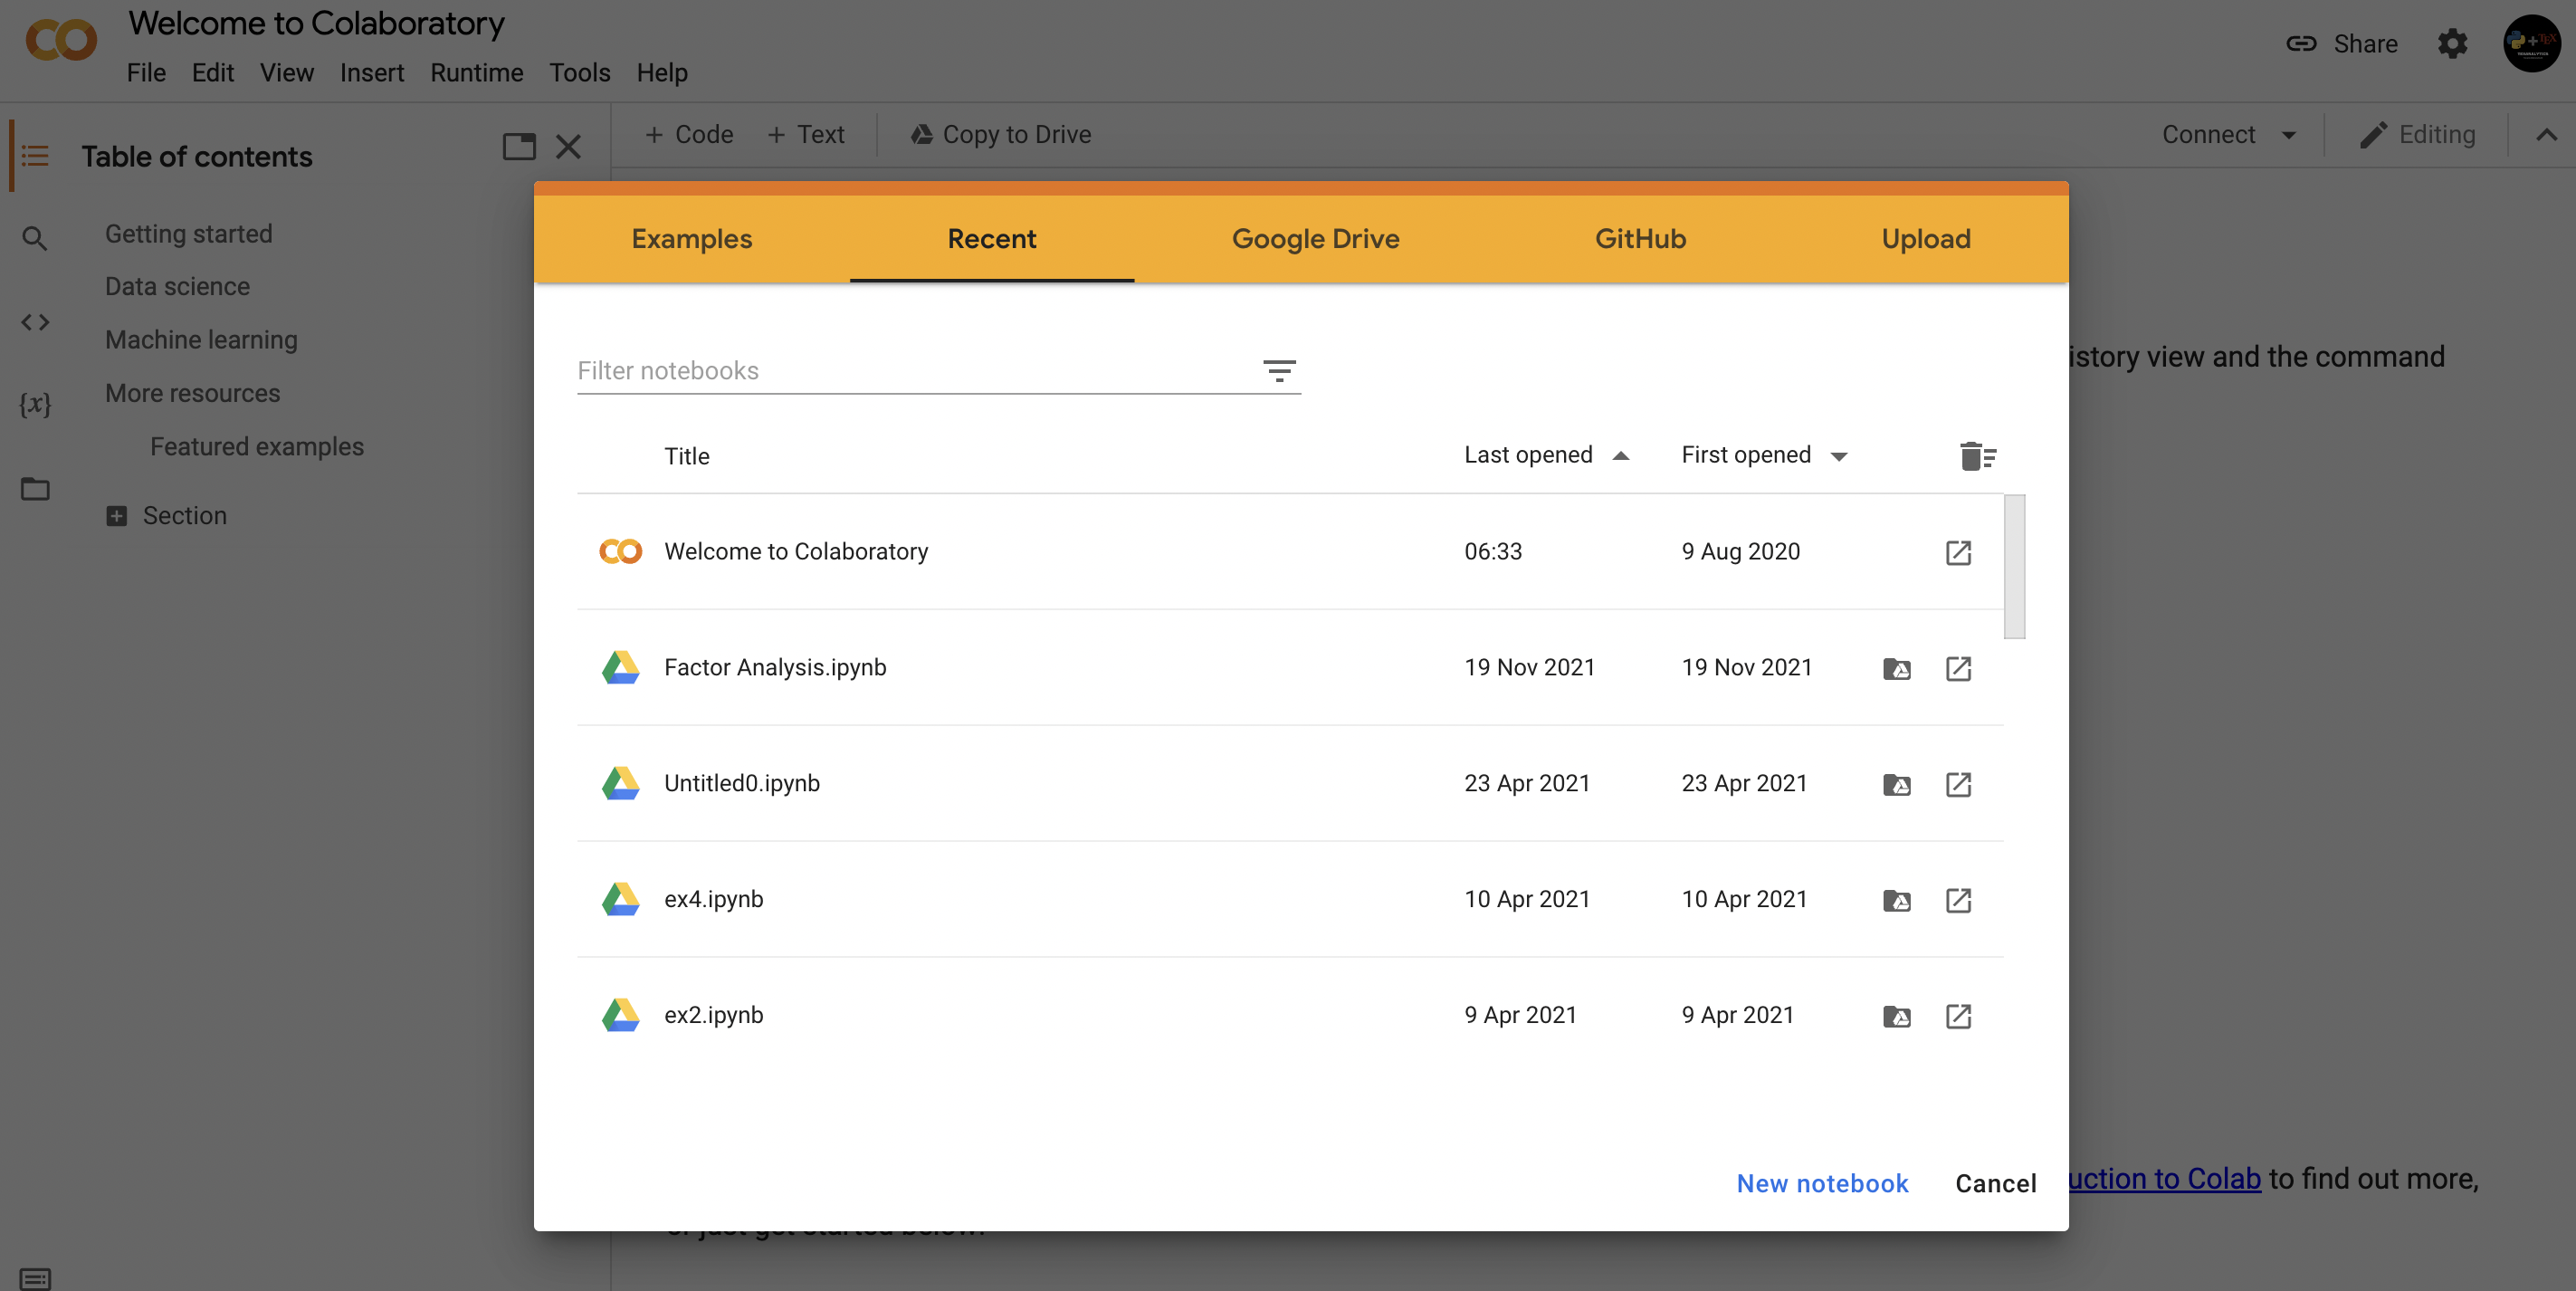 Welcome to Colaboratory
File Edit View Insert Runtime Tools Help
Share
Table of contents
+ Code + Text Copy to Drive
Connect Editing
Getting started
Data science
Machine learning
More resources
Featured examples
Section
Examples Recent Google Drive GitHub Upload
Filter notebooks
istory view and the command
Title Last opened First opened
Welcome to Colaboratory 06:33 9 Aug 2020
Factor Analysis.ipynb 19 Nov 2021 19 Nov 2021
Untitled0.ipynb 23 Apr 2021 23 Apr 2021
ex4.ipynb 10 Apr 2021 10 Apr 2021
ex2.ipynb 9 Apr 2021 9 Apr 2021
New notebook Cancel
uction to Colab to find out more,
or just get started below!